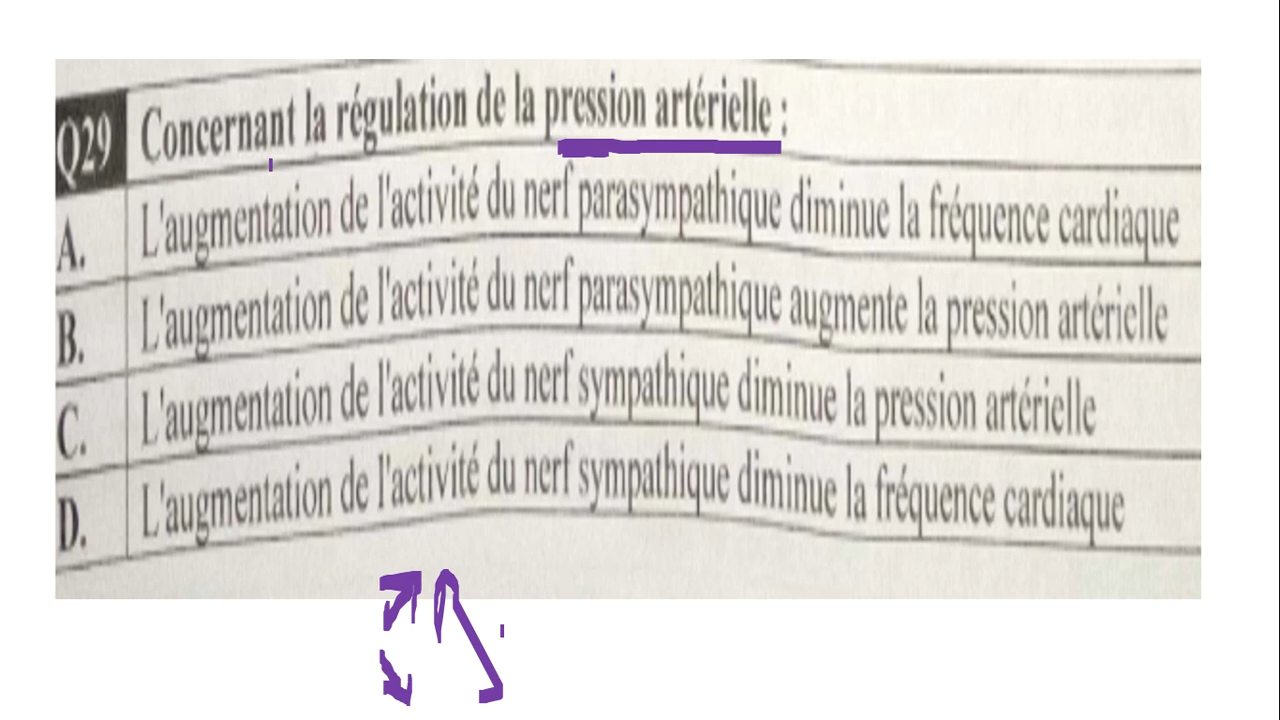 Q29 Concernant la régulation de la pression artérielle :
A. L'augmentation de l'activité du nerf parasympathique diminue la fréquence cardiaque
B. L'augmentation de l'activité du nerf parasympathique augmente la pression artérielle
C. L'augmentation de l'activité du nerf sympathique diminue la pression artérielle
D. L'augmentation de l'activité du nerf sympathique diminue la fréquence cardiaque